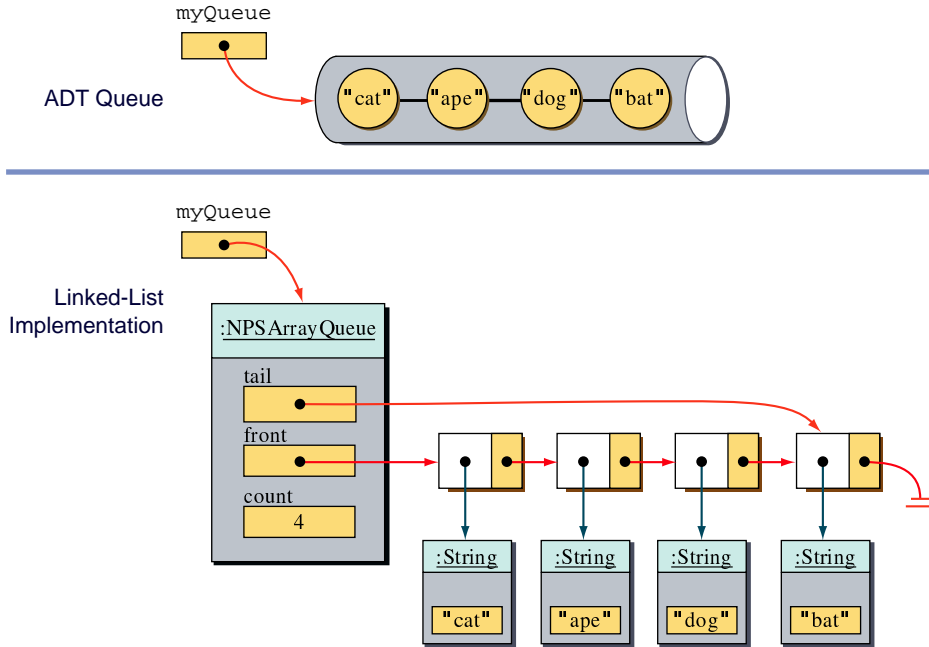 myQueue
ADT Queue
"cat" "ape" "dog" "bat"
myQueue
Linked-List
Implementation
:NPSArrayQueue
tail
front
count
4
:String :String :String :String
"cat" "ape" "dog" "bat"